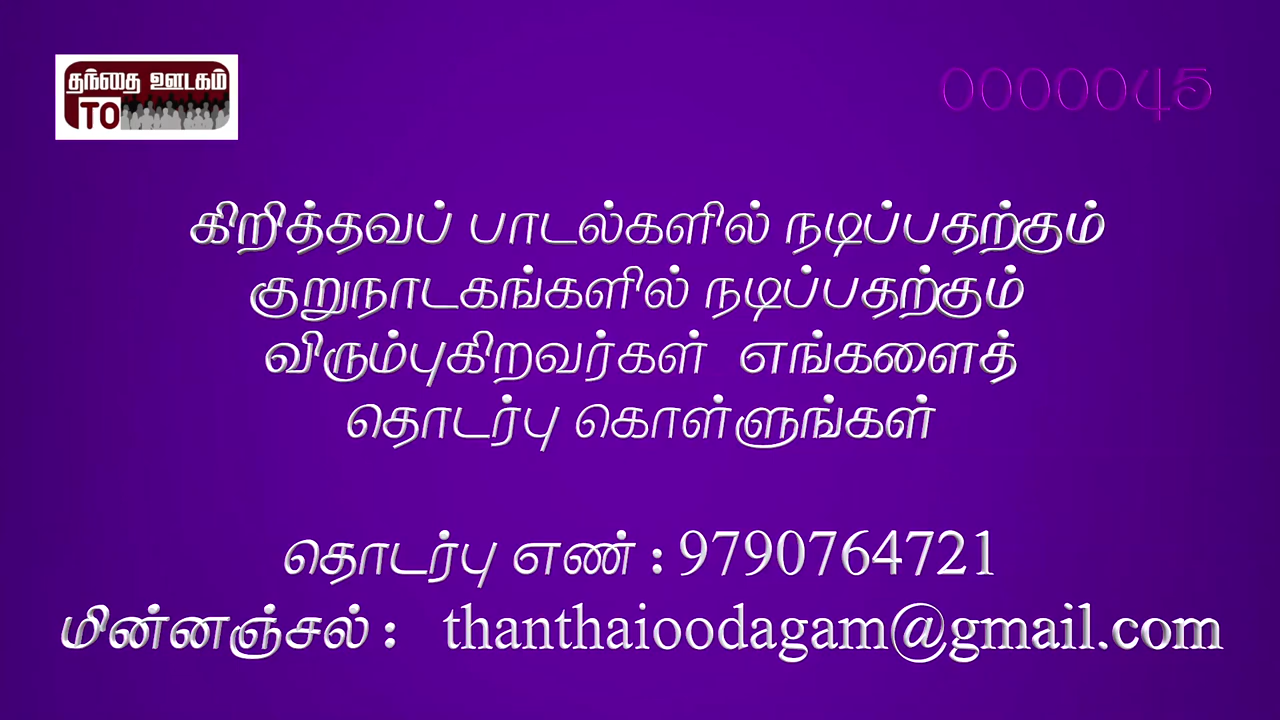 தந்தை ஊடகம்
TO
0000045
கிறித்தவப் பாடல்களில் நடிப்பதற்கும்
குறுநாடகங்களில் நடிப்பதற்கும்
விரும்புகிறவர்கள் எங்களைத்
தொடர்பு கொள்ளுங்கள்
தொடர்பு எண் : 9790764721
மின்னஞ்சல் : thanthaioodagam@gmail.com